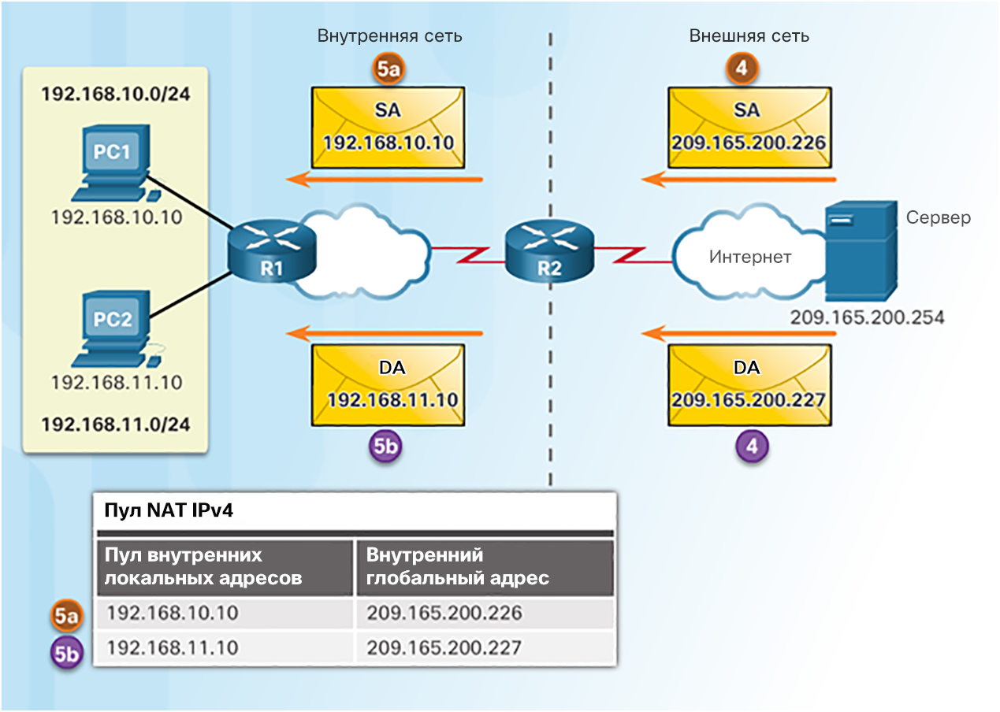 Внутренняя сеть
Внешняя сеть
5a
4
192.168.10.0/24
SA
192.168.10.10
SA
209.165.200.226
PC1
192.168.10.10
Сервер
R1
R2
Интернет
PC2
209.165.200.254
192.168.11.10
DA
192.168.11.10
DA
209.165.200.227
192.168.11.0/24
5b
4
Пул NAT IPv4
Пул внутренних
локальных адресов
Внутренний
глобальный адрес
5a
192.168.10.10
209.165.200.226
5b
192.168.11.10
209.165.200.227